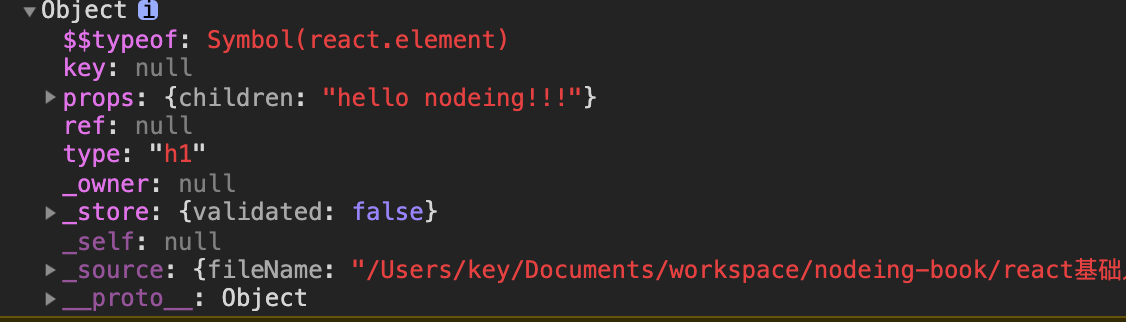 Object i
$$typeof: Symbol(react.element)
key: null
props: {children: "hello nodeing!!!"}
ref: null
type: "h1"
_owner: null
_store: {validated: false}
_self: null
_source: {fileName: "/Users/key/Documents/workspace/nodeing-book/react基础
__proto__: Object